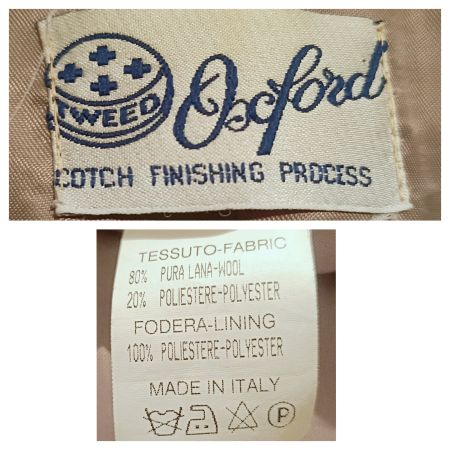 TWEED
Oxford
SCOTCH FINISHING PROCESS
TESSUTO-FABRIC
80% PURA LANA-WOOL
20% POLIESTERE-POLYESTER
FODERA-LINING
100% POLIESTERE-POLYESTER
MADE IN ITALY
P